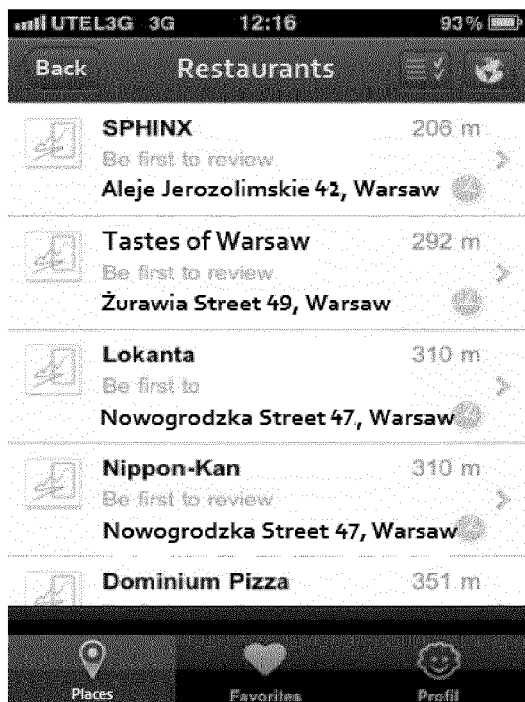 UTEL3G 3G 12:16 93%
Back Restaurants
SPHINX 206 m
Be first to review
Aleje Jerozolimskie 42, Warsaw
Tastes of Warsaw 292 m
Be first to review
Żurawia Street 49, Warsaw
Lokanta 310 m
Be first to
Nowogrodzka Street 47, Warsaw
Nippon-Kan 310 m
Be first to review
Nowogrodzka Street 47, Warsaw
Dominium Pizza 351 m
Places Favorites Profil